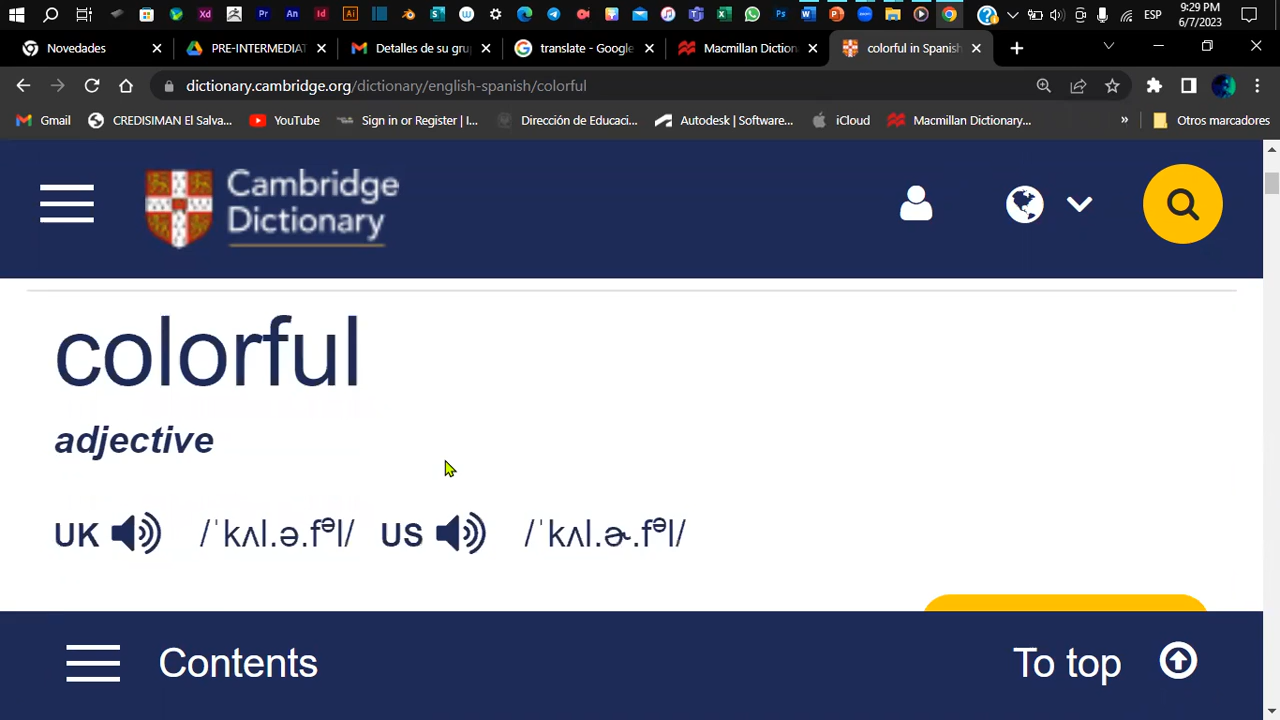 9:29 PM
ESP
6/7/2023
Novedades
PRE-INTERMEDIAT
Detalles de su gru
translate - Google
Macmillan Diction
colorful in Spanish
dictionary.cambridge.org/dictionary/english-spanish/colorful
Gmail
CREDISIMAN El Salva...
YouTube
Sign in or Register | I...
Dirección de Educaci...
Autodesk | Software...
iCloud
Macmillan Dictionary...
»
Otros marcadores
Cambridge
Dictionary
colorful
adjective
UK /ˈkʌl.ə.fᵊl/ US /ˈkʌl.ɚ.fᵊl/
Contents
To top